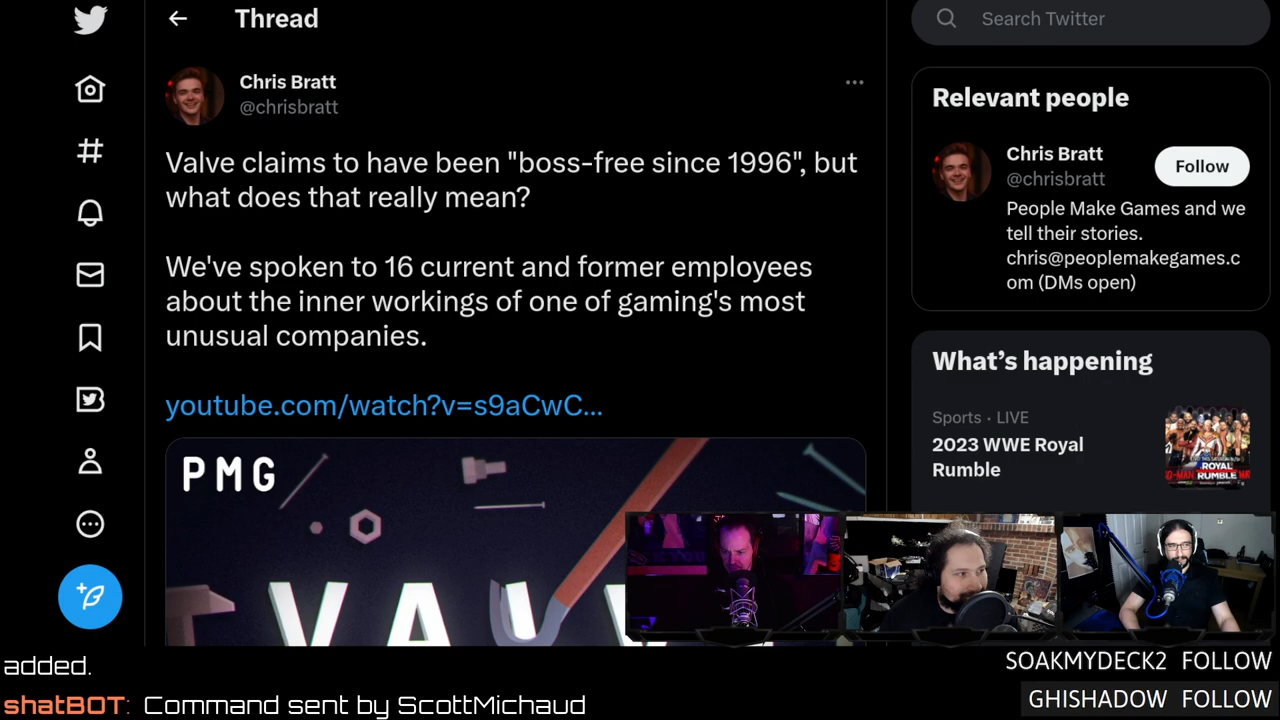 Thread
Search Twitter
Chris Bratt
@chrisbratt
Valve claims to have been "boss-free since 1996", but
what does that really mean?
We've spoken to 16 current and former employees
about the inner workings of one of gaming's most
unusual companies.
youtube.com/watch?v=s9aCwC...
PMG
VALV
Relevant people
Chris Bratt
@chrisbratt
Follow
People Make Games and we
tell their stories.
chris@peoplemakegames.c
om (DMs open)
What's happening
Sports · LIVE
2023 WWE Royal
Rumble
ROYAL
RUMBLE
added.
shatBOT: Command sent by ScottMichaud
SOAKMYDECK2 FOLLOW
GHISHADOW FOLLOW